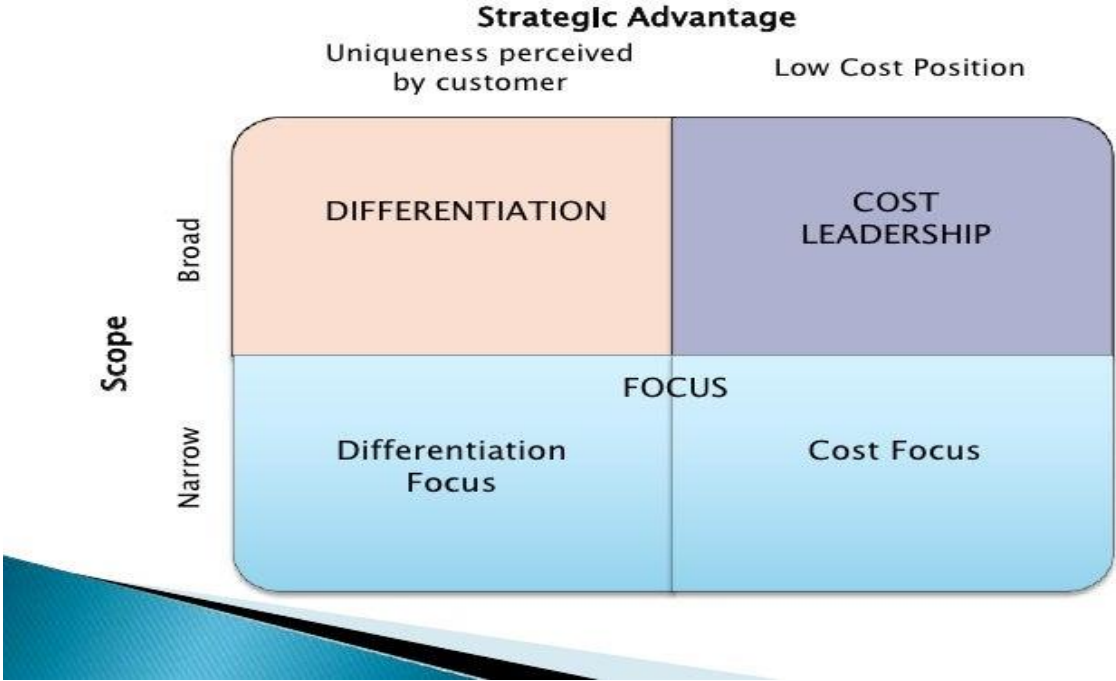 Strategic Advantage
Uniqueness perceived
by customer
Low Cost Position
Scope
Broad
DIFFERENTIATION
COST
LEADERSHIP
Narrow
FOCUS
Differentiation
Focus
Cost Focus